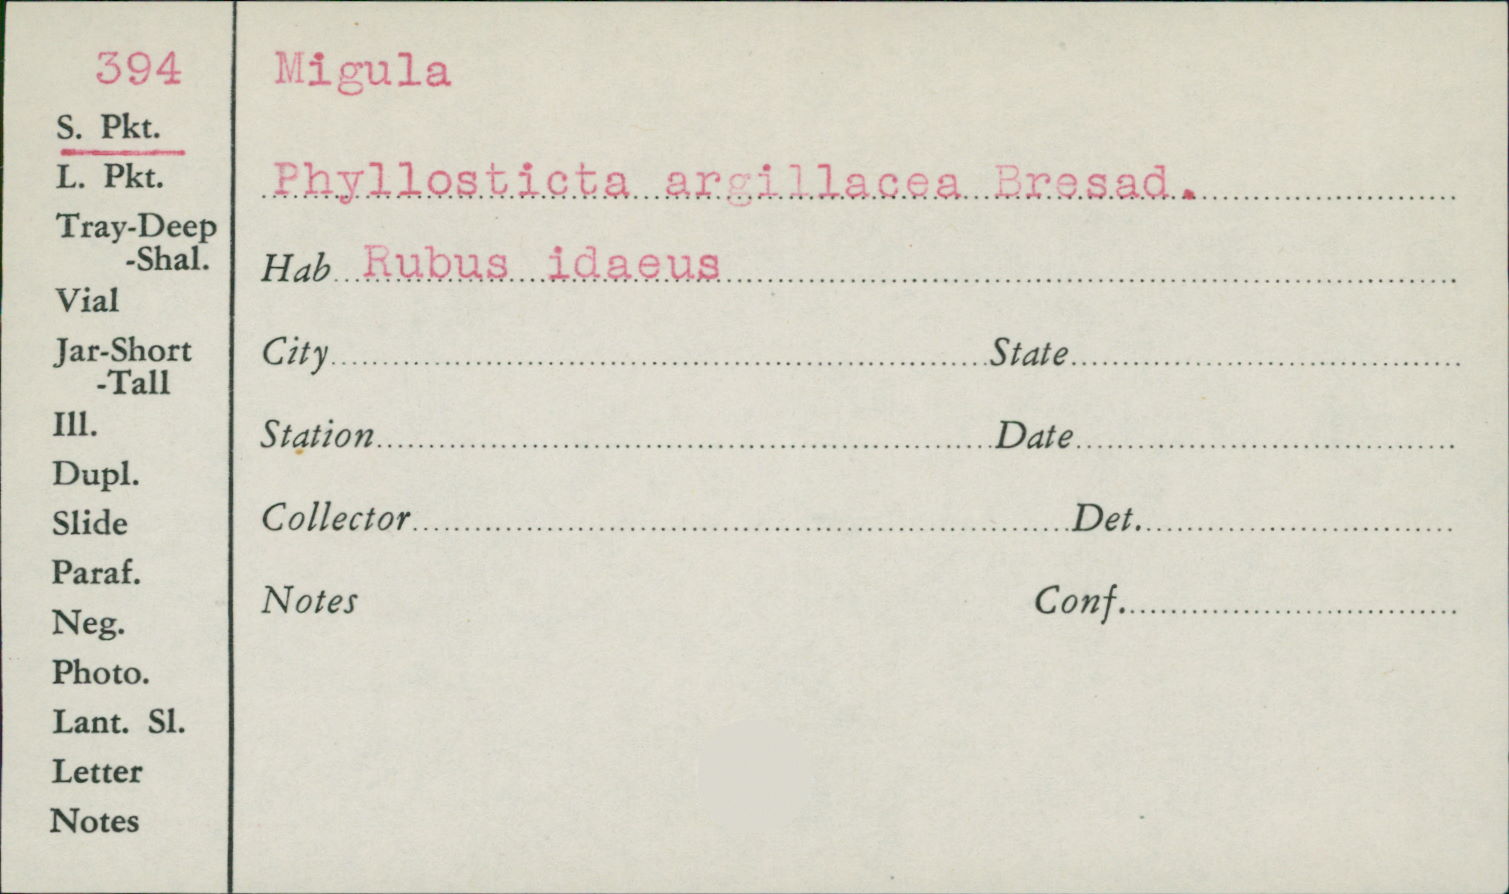 394
S. Pkt.
L. Pkt.
Tray-Deep
-Shal.
Vial
Jar-Short
-Tall
Ill.
Dupl.
Slide
Paraf.
Neg.
Photo.
Lant. Sl.
Letter
Notes
Migula
Phyllosticta argillacea Bresad.
Hab Rubus idaeus
City State
Station Date
Collector Det.
Notes Conf.